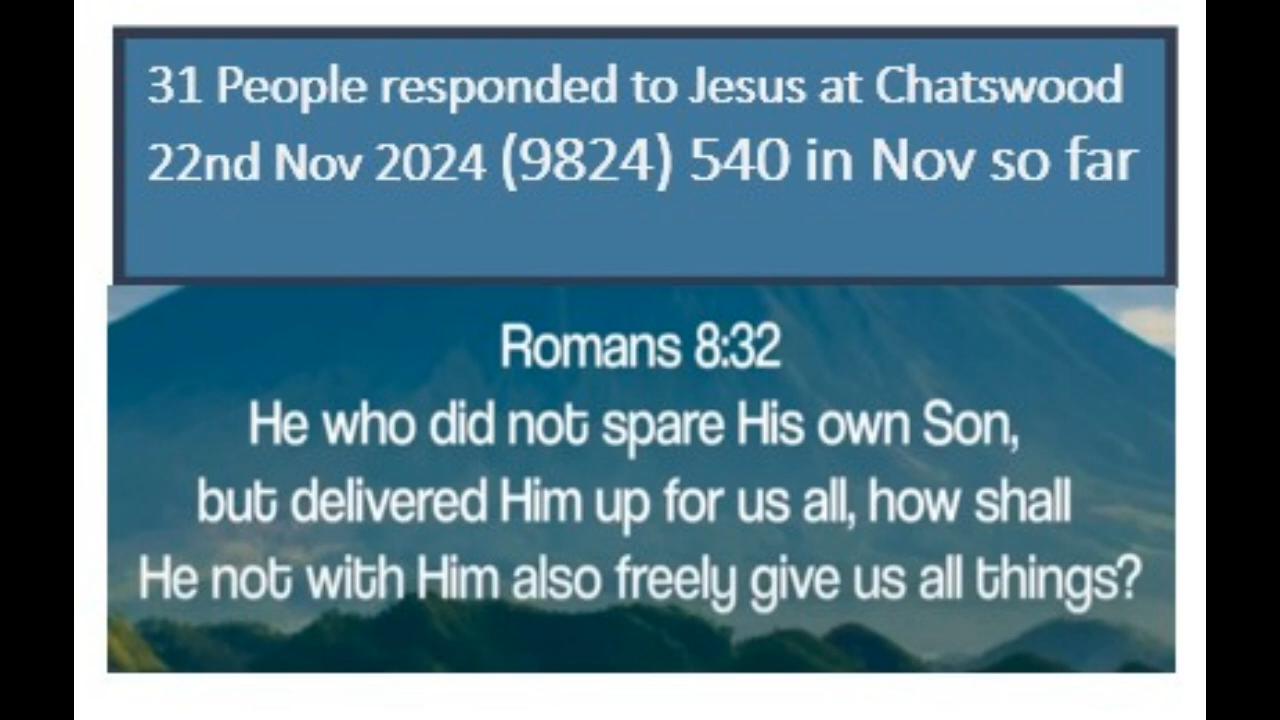 31 People responded to Jesus at Chatswood
22nd Nov 2024 (9824) 540 in Nov so far
Romans 8:32
He who did not spare His own Son,
but delivered Him up for us all, how shall
He not with Him also freely give us all things?